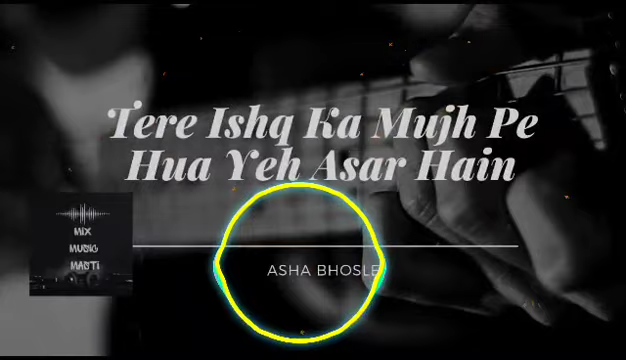 Tere Ishq Ka Mujh Pe
Hua Yeh Asar Hain
MIX
MUSIC
MASTI
ASHA BHOSLE